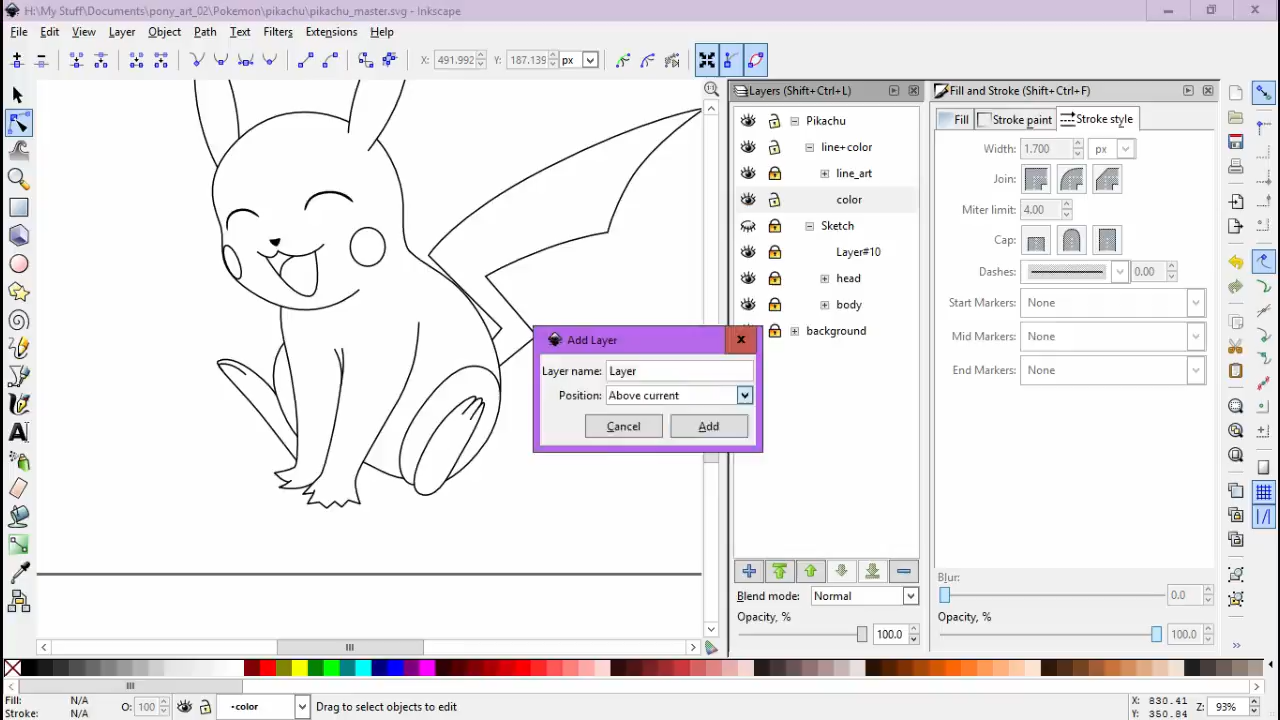 H:\My Stuff\Documents\pony_art_02\Pokemon\pikachu\pikachu_master.svg - Inkscape
File Edit View Layer Object Path Text Filters Extensions Help
X: 491.992 Y: 187.139 px
Layers (Shift+Ctrl+L)
Pikachu
line+color
line_art
color
Sketch
Layer#10
head
body
background
Blend mode: Normal
Opacity, %
100.0
Fill and Stroke (Shift+Ctrl+F)
Fill Stroke paint Stroke style
Width: 1.700 px
Join:
Miter limit: 4.00
Cap:
Dashes: 0.00
Start Markers: None
Mid Markers: None
End Markers: None
Blur:
0.0
Opacity, %
100.0
Add Layer
Layer name: Layer
Position: Above current
Cancel Add
Fill: N/A
Stroke: N/A
O: 100
•color
Drag to select objects to edit
X: 830.41
Y: 350.84
Z: 93%